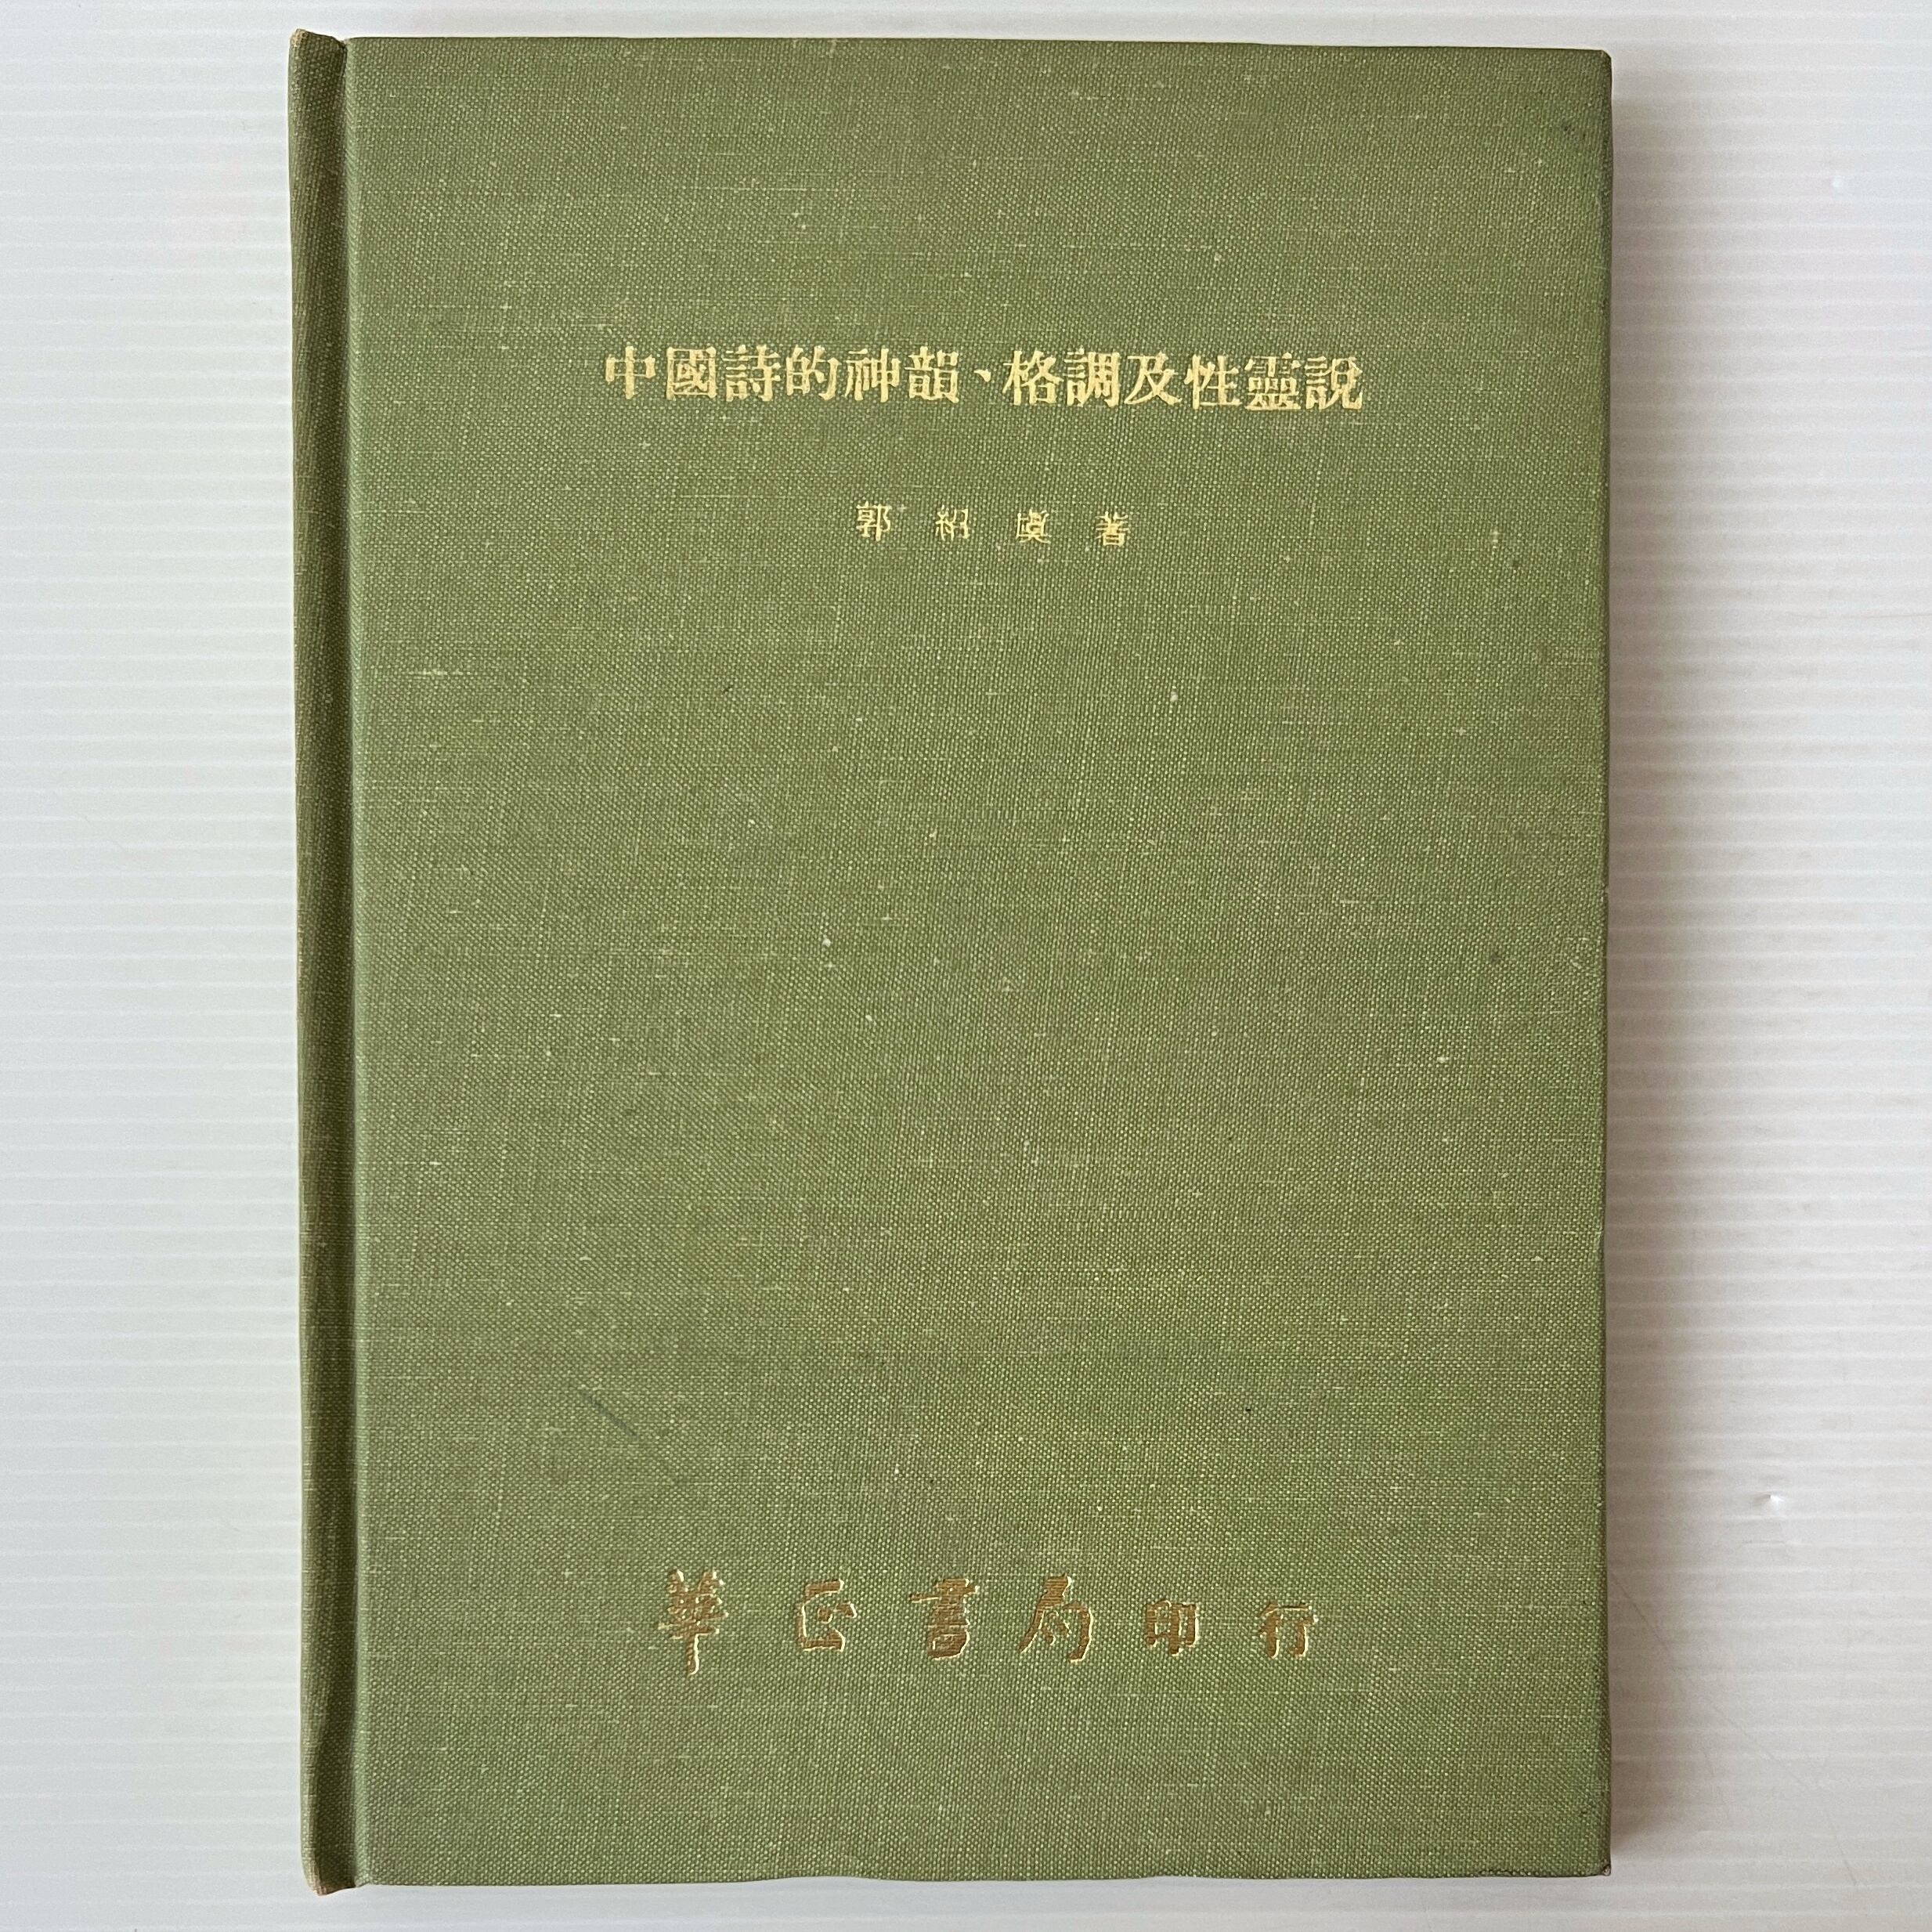 中國詩的神韻、格調及性靈說
郭紹虞著
華正書局印行